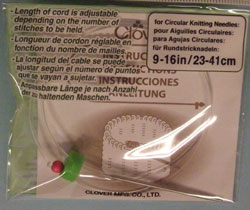 -Length of cord is adjustable
depending on the number of
stitches to be held.
-Longueur de cordon réglable en
fonction du nombre de mailles.
-La longitud del cable se puede
ajustar según el número de puntos
que se vayan a sujetar.
-Anpassbare Länge je nach Anzahl
der zu haltenden Maschen.
for Circular Knitting Needles:
pour Aiguilles Circulaires:
para Agujas Circulares:
für Rundstricknadeln:
9-16in/23-41cm
Clover
INSTRUCCIONES
ANLEITUNG
CLOVER MFG. CO., LTD.